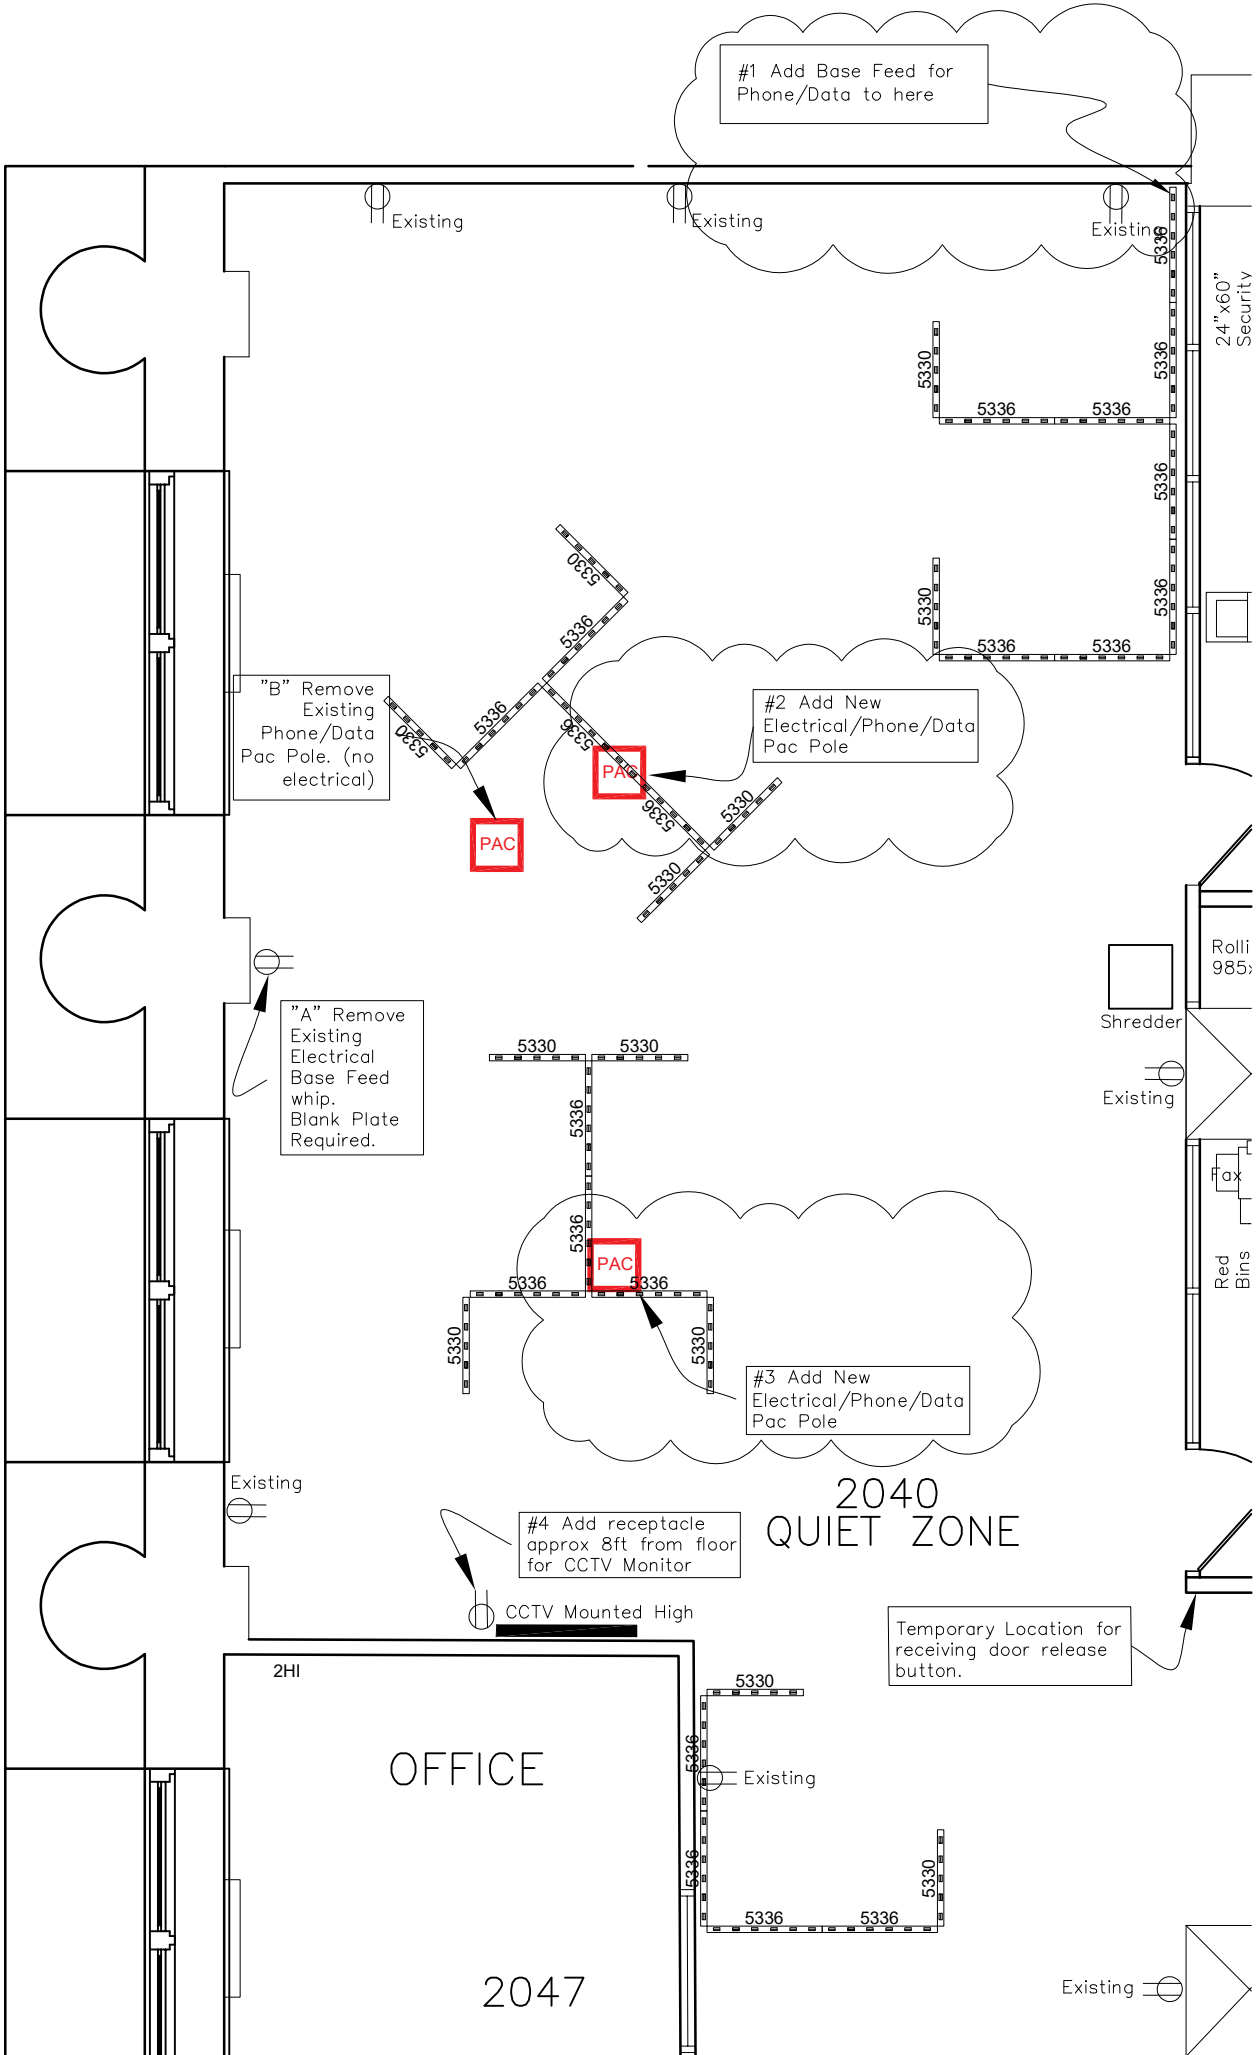 #1 Add Base Feed for
Phone/Data to here
Existing
Existing
Existing
5336
24"x60"
Security
5330
5336
5336
5336
5336
5330
5330
5336
5336
5336
5336
"B" Remove
Existing
Phone/Data
Pac Pole. (no
electrical)
5330
5336
5336
#2 Add New
Electrical/Phone/Data
Pac Pole
PAC
5336
5330
PAC
5330
Rolli
985x
"A" Remove
Existing
Electrical
Base Feed
whip.
Blank Plate
Required.
Shredder
5330
5330
Existing
5336
Fax
5336
PAC
Red
Bins
5336
5336
5330
5330
#3 Add New
Electrical/Phone/Data
Pac Pole
Existing
2040
QUIET ZONE
#4 Add receptacle
approx 8ft from floor
for CCTV Monitor
CCTV Mounted High
Temporary Location for
receiving door release
button.
2HI
5330
OFFICE
5336
Existing
5336
5330
5336
5336
2047
Existing